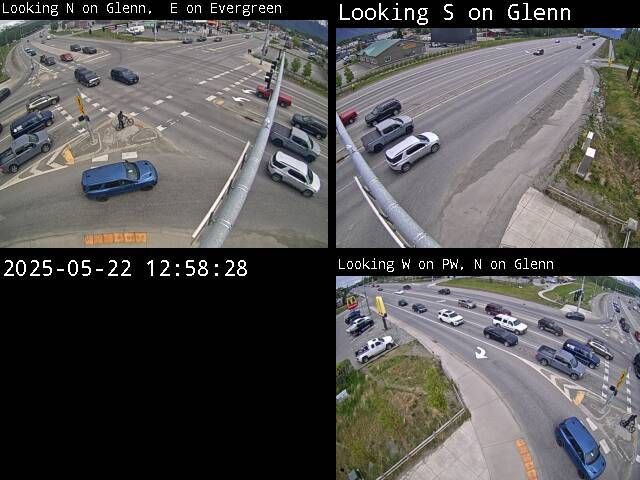 Looking N on Glenn, E on Evergreen
Looking S on Glenn
2025-05-22 12:58:28
Looking W on PW, N on Glenn